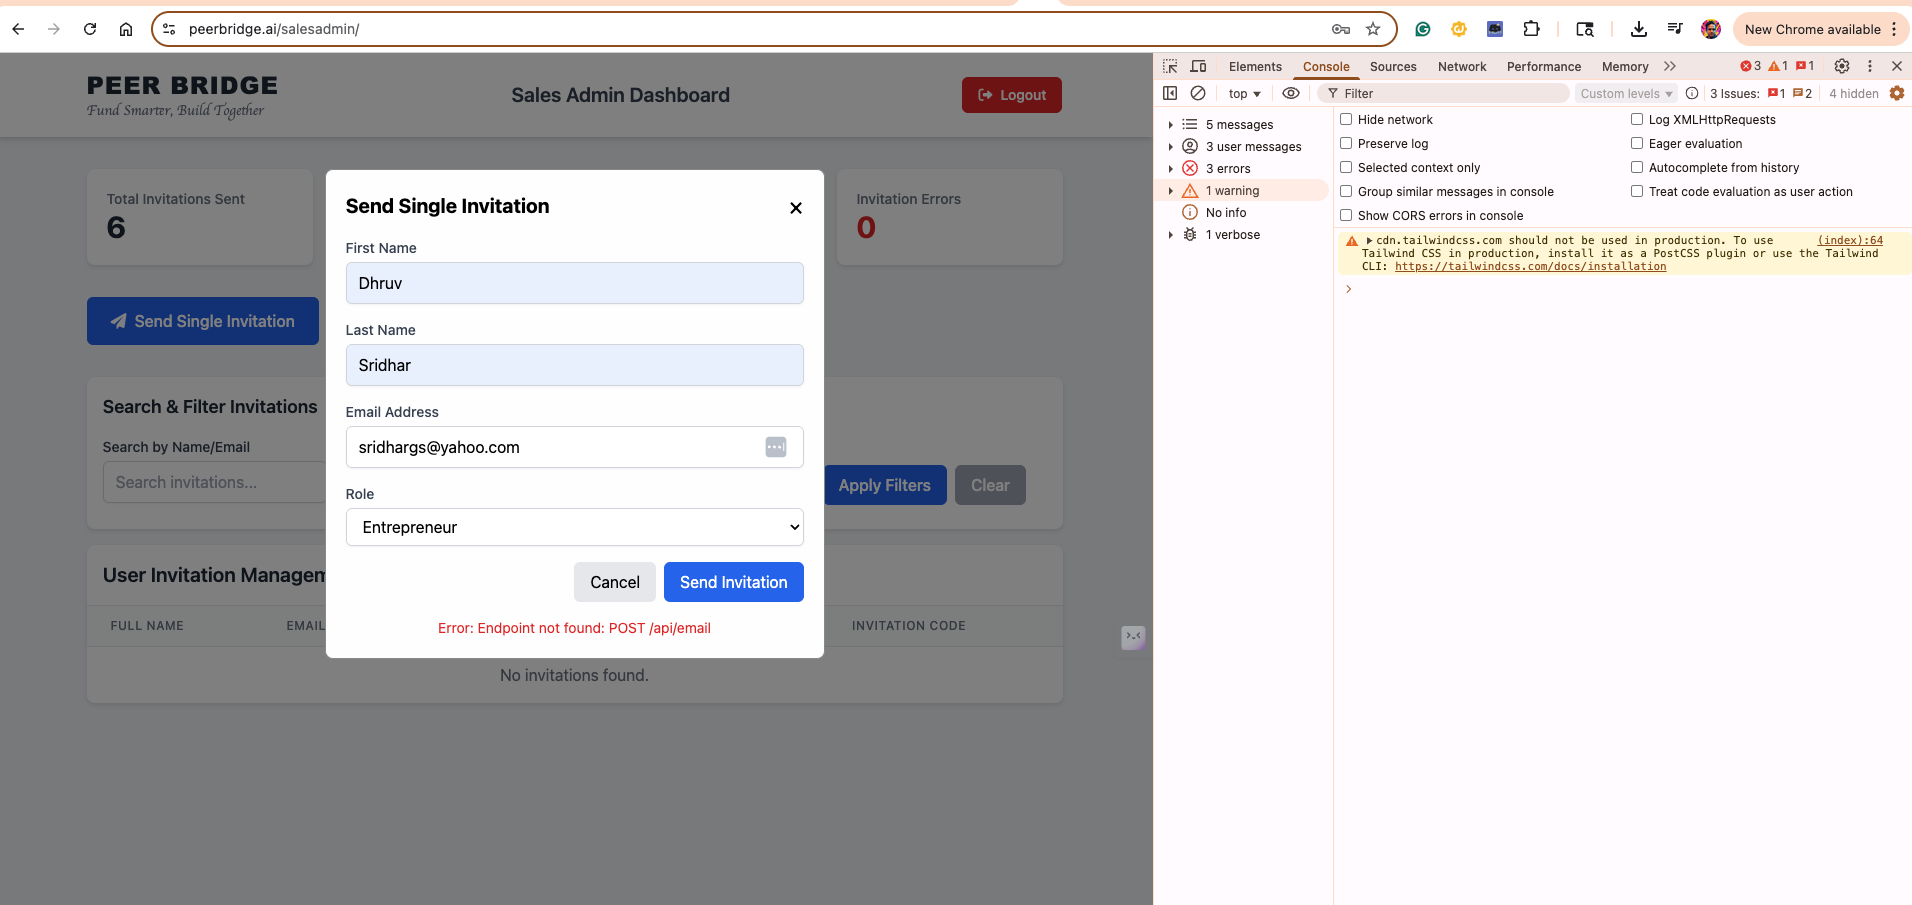 peerbridge.ai/salesadmin/
New Chrome available
PEER BRIDGE
Fund Smarter, Build Together
Sales Admin Dashboard
Logout
Total Invitations Sent
6
Invitation Errors
0
Send Single Invitation
Search & Filter Invitations
Search by Name/Email
Search invitations...
Apply Filters
Clear
User Invitation Managem
FULL NAME
EMAIL
INVITATION CODE
No invitations found.
Send Single Invitation
First Name
Dhruv
Last Name
Sridhar
Email Address
sridhargs@yahoo.com
Role
Entrepreneur
Cancel
Send Invitation
Error: Endpoint not found: POST /api/email
Elements Console Sources Network Performance Memory 3 1 1
top Filter Custom levels 3 Issues: 1 2 4 hidden
5 messages
3 user messages
3 errors
1 warning
No info
1 verbose
Hide network
Log XMLHttpRequests
Preserve log
Eager evaluation
Selected context only
Autocomplete from history
Group similar messages in console
Treat code evaluation as user action
Show CORS errors in console
cdn.tailwindcss.com should not be used in production. To use (index):64
Tailwind CSS in production, install it as a PostCSS plugin or use the Tailwind
CLI: https://tailwindcss.com/docs/installation